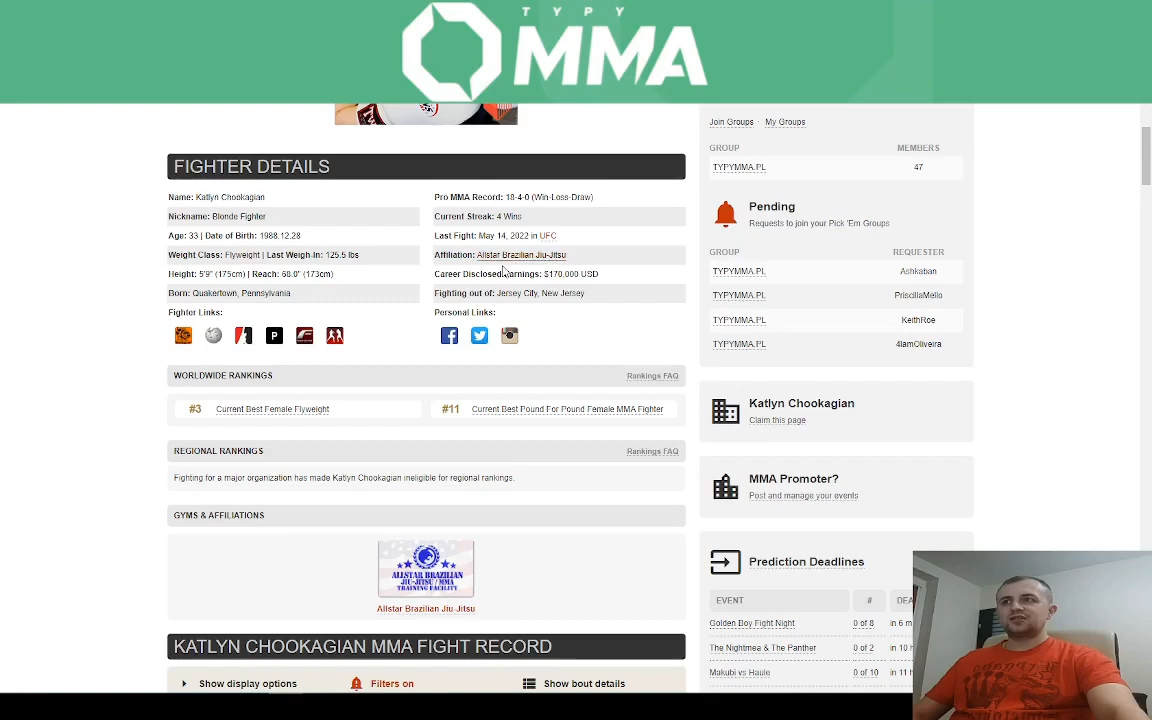 TYPY
MMA
FIGHTER DETAILS
Name: Katlyn Chookagian
Pro MMA Record: 18-4-0 (Win-Loss-Draw)
Nickname: Blonde Fighter
Current Streak: 4 Wins
Age: 33 | Date of Birth: 1988.12.28
Last Fight: May 14, 2022 in UFC
Weight Class: Flyweight | Last Weigh-In: 125.5 lbs
Affiliation: Allstar Brazilian Jiu-Jitsu
Height: 5'9" (175cm) | Reach: 68.0" (173cm)
Career Disclosed Earnings: $170,000 USD
Born: Quakertown, Pennsylvania
Fighting out of: Jersey City, New Jersey
Fighter Links:
Personal Links:
P
WORLDWIDE RANKINGS
Rankings FAQ
#3 Current Best Female Flyweight
#11 Current Best Pound For Pound Female MMA Fighter
REGIONAL RANKINGS
Rankings FAQ
Fighting for a major organization has made Katlyn Chookagian ineligible for regional rankings.
GYMS & AFFILIATIONS
ALLSTAR BRAZILIAN
JIU-JITSU / MMA
TRAINING FACILITY
Allstar Brazilian Jiu-Jitsu
KATLYN CHOOKAGIAN MMA FIGHT RECORD
Show display options
Filters on
Show bout details
Join Groups · My Groups
GROUP MEMBERS
TYPYMMA.PL 47
Pending
Requests to join your Pick 'Em Groups
GROUP REQUESTER
TYPYMMA.PL Ashkaban
TYPYMMA.PL PriscillaMello
TYPYMMA.PL KeithRoe
TYPYMMA.PL 4IamOliveira
Katlyn Chookagian
Claim this page
MMA Promoter?
Post and manage your events
Prediction Deadlines
EVENT # DEA
Golden Boy Fight Night 0 of 8 in 6 m
The Nightmea & The Panther 0 of 2 in 10 h
Makubi vs Haule 0 of 10 in 11 h